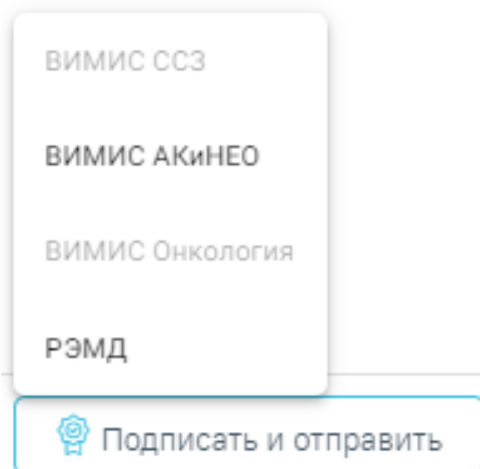 ВИМИС ССЗ
ВИМИС АКиНЕО
ВИМИС Онкология
РЭМД
Подписать и отправить